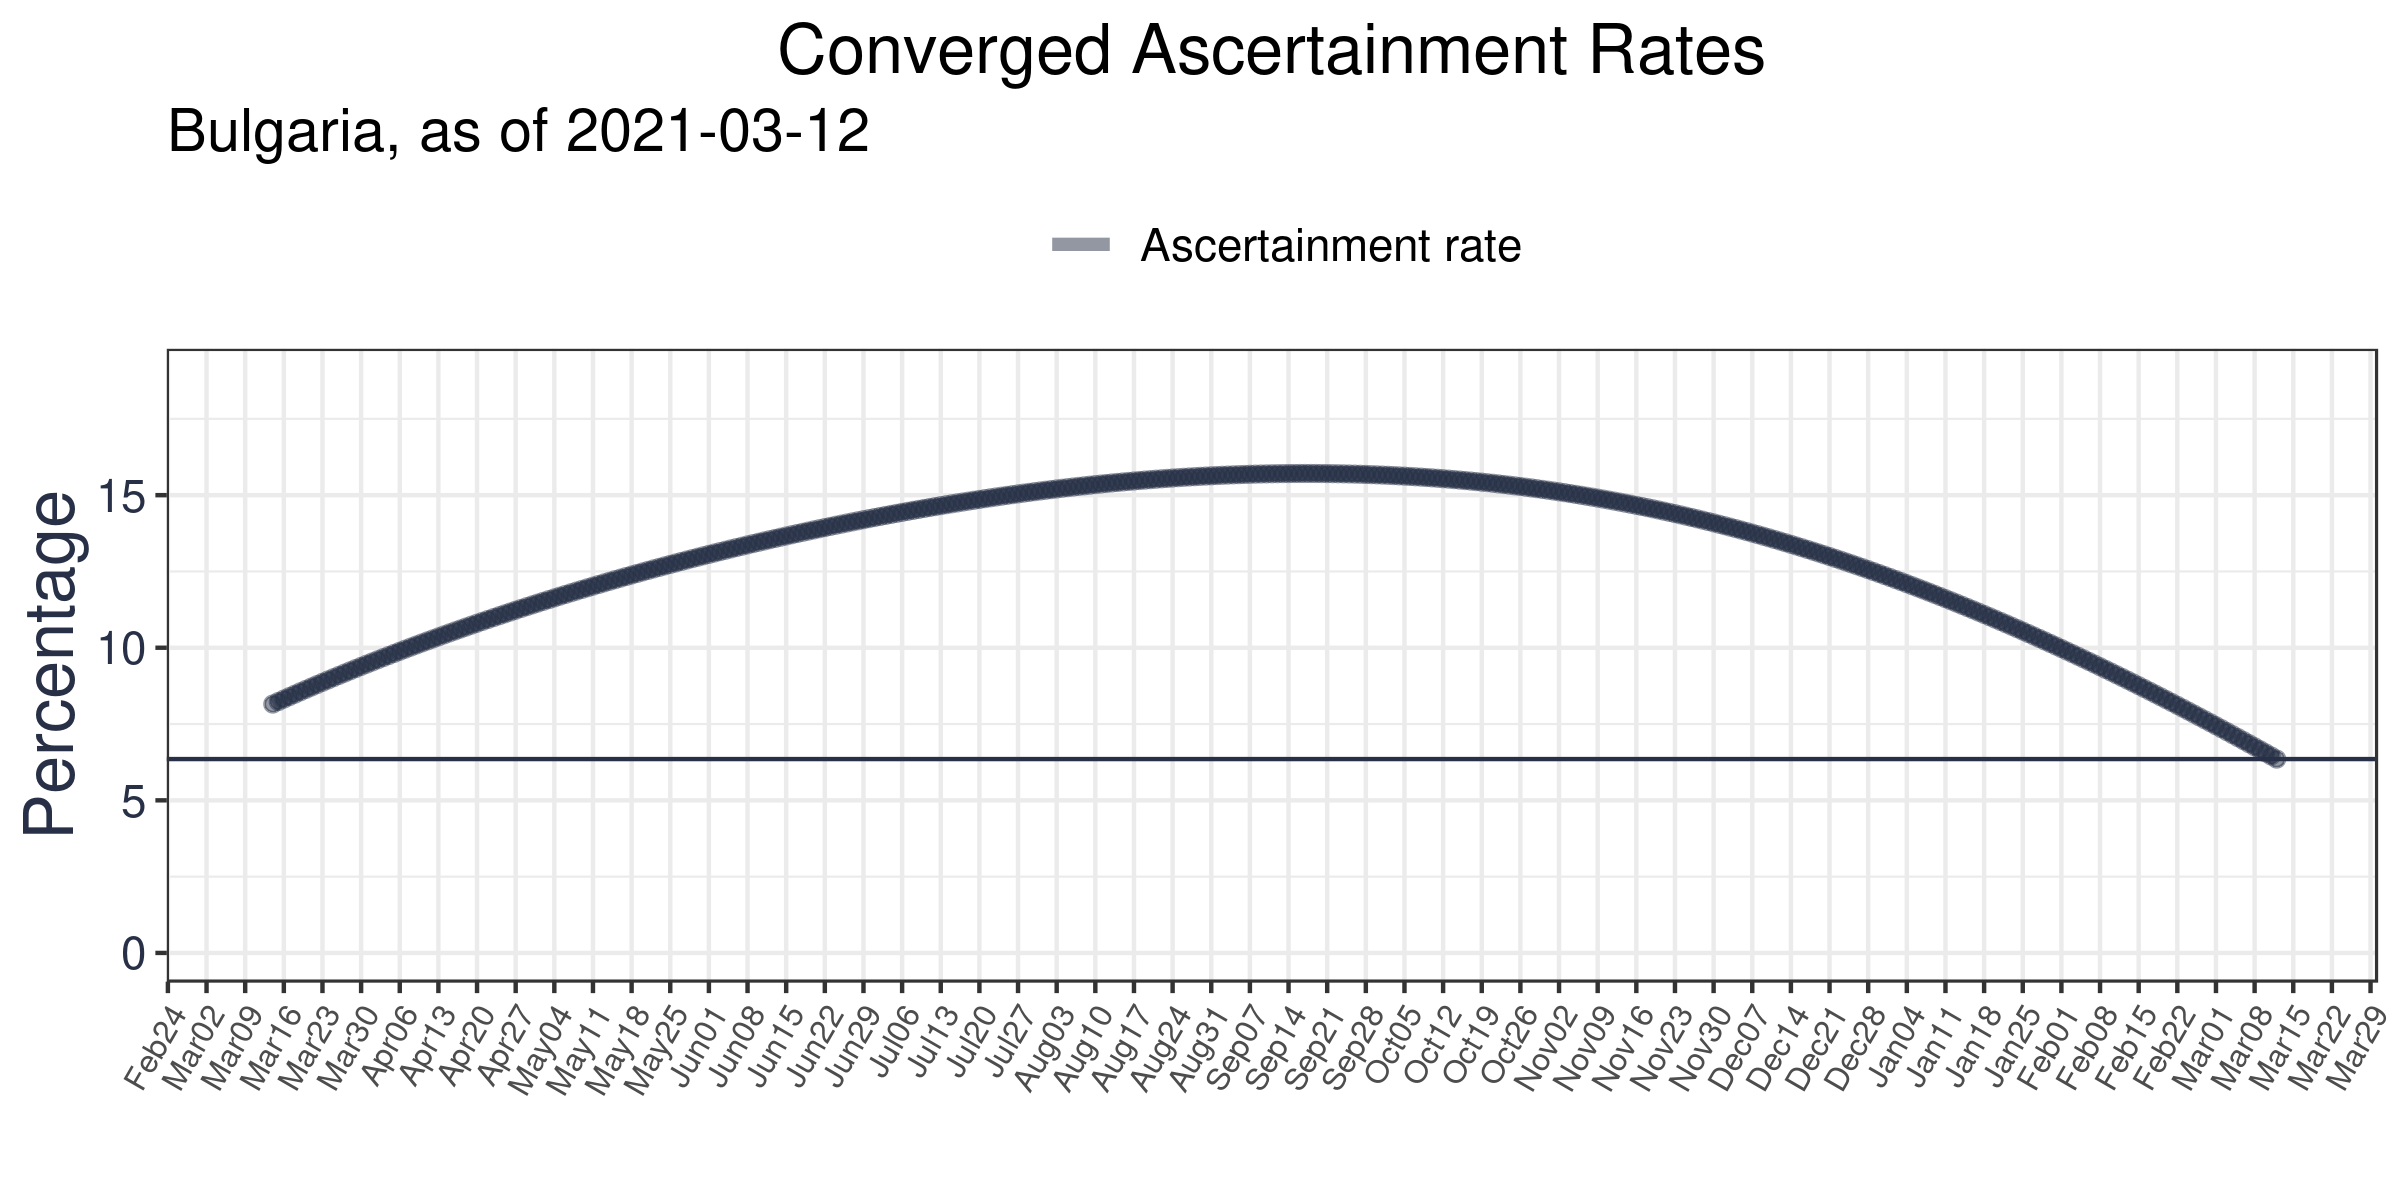 Converged Ascertainment Rates
Bulgaria, as of 2021-03-12
Ascertainment rate
Percentage
15
10
5
0
Feb24
Mar02
Mar09
Mar16
Mar23
Mar30
Apr06
Apr13
Apr20
Apr27
May04
May11
May18
May25
Jun01
Jun08
Jun15
Jun22
Jun29
Jul06
Jul13
Jul20
Jul27
Aug03
Aug10
Aug17
Aug24
Aug31
Sep07
Sep14
Sep21
Sep28
Oct05
Oct12
Oct19
Oct26
Nov02
Nov09
Nov16
Nov23
Nov30
Dec07
Dec14
Dec21
Dec28
Jan04
Jan11
Jan18
Jan25
Feb01
Feb08
Feb15
Feb22
Mar01
Mar08
Mar15
Mar22
Mar29